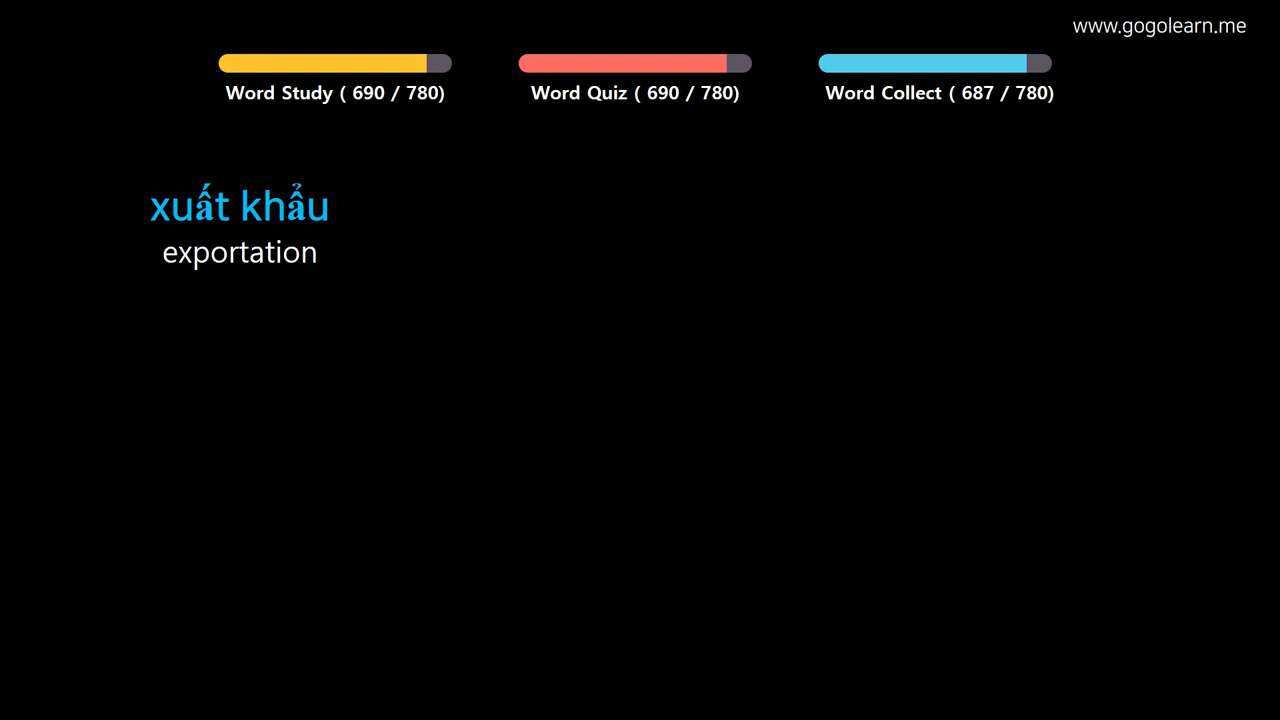 www.gogolearn.me
Word Study ( 690 / 780)
Word Quiz ( 690 / 780)
Word Collect ( 687 / 780)
xuất khẩu
exportation